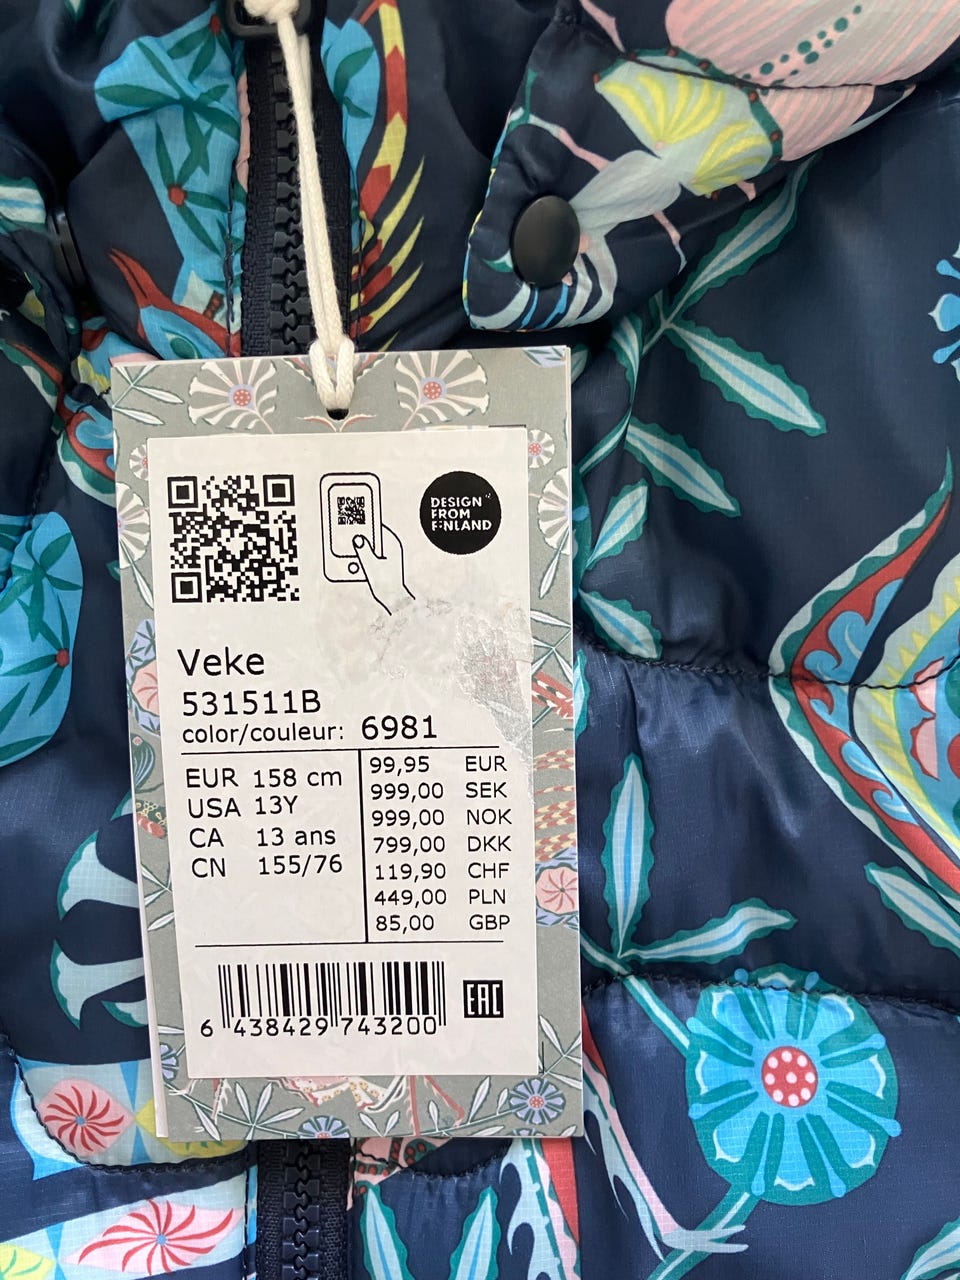 DESIGN
FROM
FINLAND
Veke
531511B
color/couleur: 6981
EUR 158 cm
USA 13Y
CA 13 ans
CN 155/76
99,95 EUR
999,00 SEK
999,00 NOK
799,00 DKK
119,90 CHF
449,00 PLN
85,00 GBP
6 438429 743200
EAC